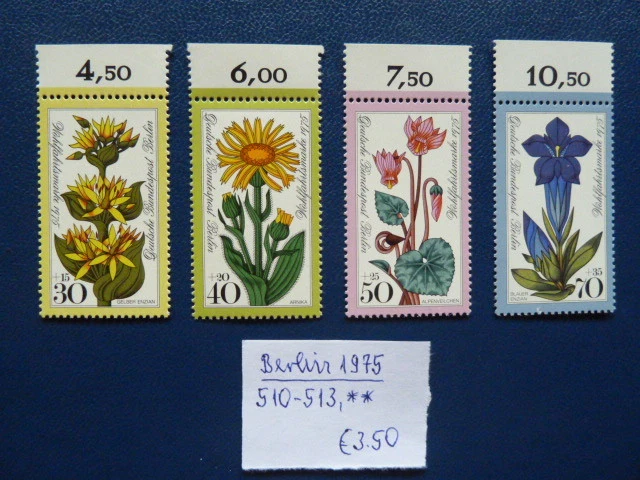 4,50
6,00
7,50
10,50
Wohlfahrtsmarke 1975
Deutsche Bundespost Berlin
+15
30
GELBER ENZIAN
Deutsche Bundespost Berlin
Wohlfahrtsmarke 1975
+20
40
ARNIKA
Deutsche Bundespost Berlin
Wohlfahrtsmarke 1975
+25
50
ALPENVEILCHEN
Deutsche Bundespost Berlin
Wohlfahrtsmarke 1975
BLAUER
ENZIAN
+35
70
Berlin 1975
510-513, **
€3.50